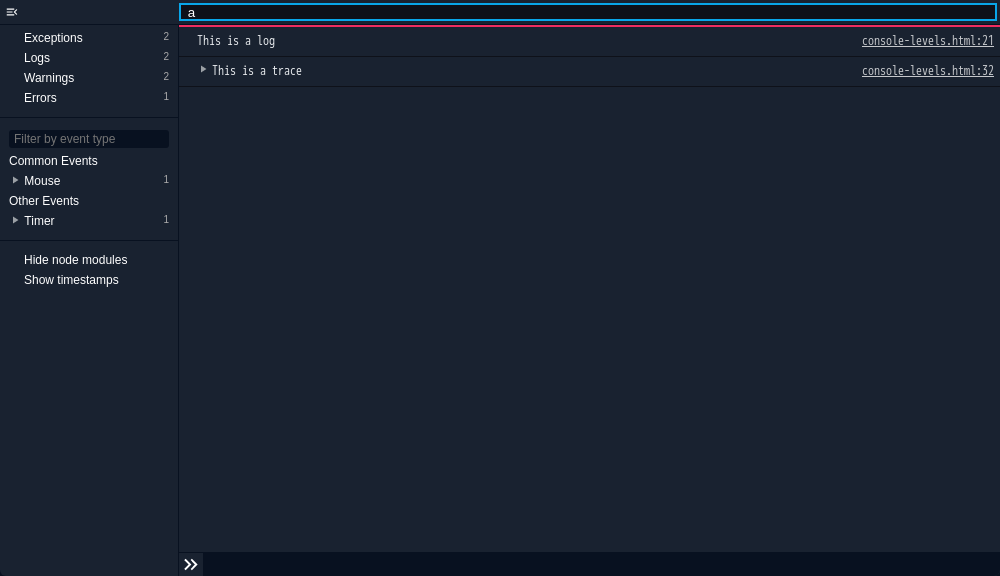 a
Exceptions 2
Logs 2
Warnings 2
Errors 1
Filter by event type
Common Events
Mouse 1
Other Events
Timer 1
Hide node modules
Show timestamps
This is a log console-levels.html:21
This is a trace console-levels.html:32